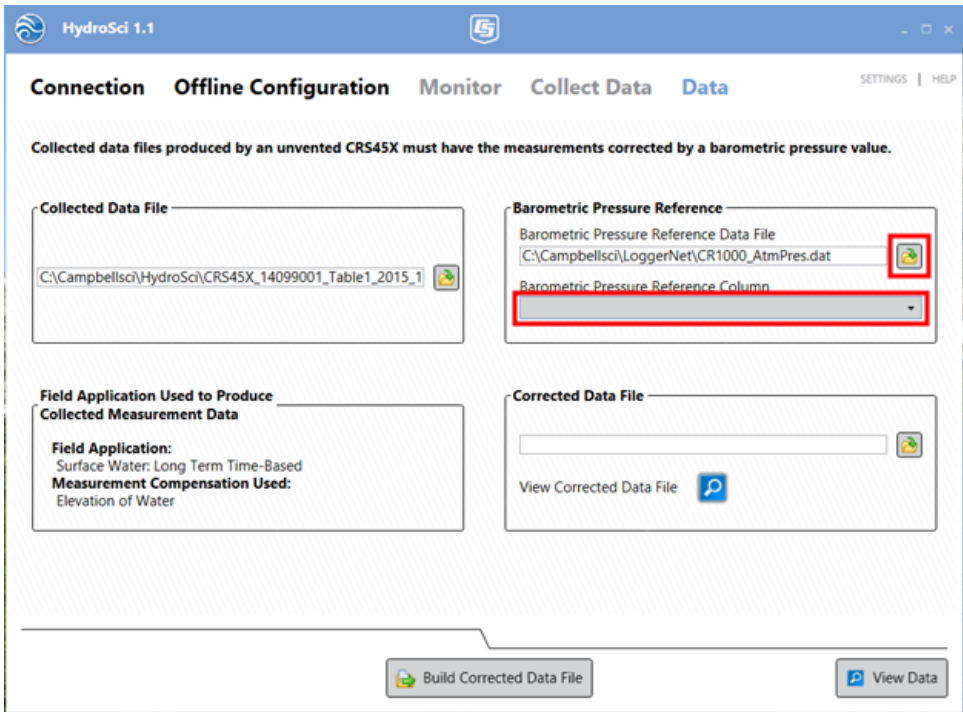 HydroSci 1.1
Connection Offline Configuration Monitor Collect Data Data SETTINGS | HELP
Collected data files produced by an unvented CRS45X must have the measurements corrected by a barometric pressure value.
Collected Data File
C:\Campbellsci\HydroSci\CRS45X_14099001_Table1_2015_1
Barometric Pressure Reference
Barometric Pressure Reference Data File
C:\Campbellsci\LoggerNet\CR1000_AtmPres.dat
Barometric Pressure Reference Column
Field Application Used to Produce
Collected Measurement Data
Field Application:
Surface Water: Long Term Time-Based
Measurement Compensation Used:
Elevation of Water
Corrected Data File
View Corrected Data File
Build Corrected Data File
View Data